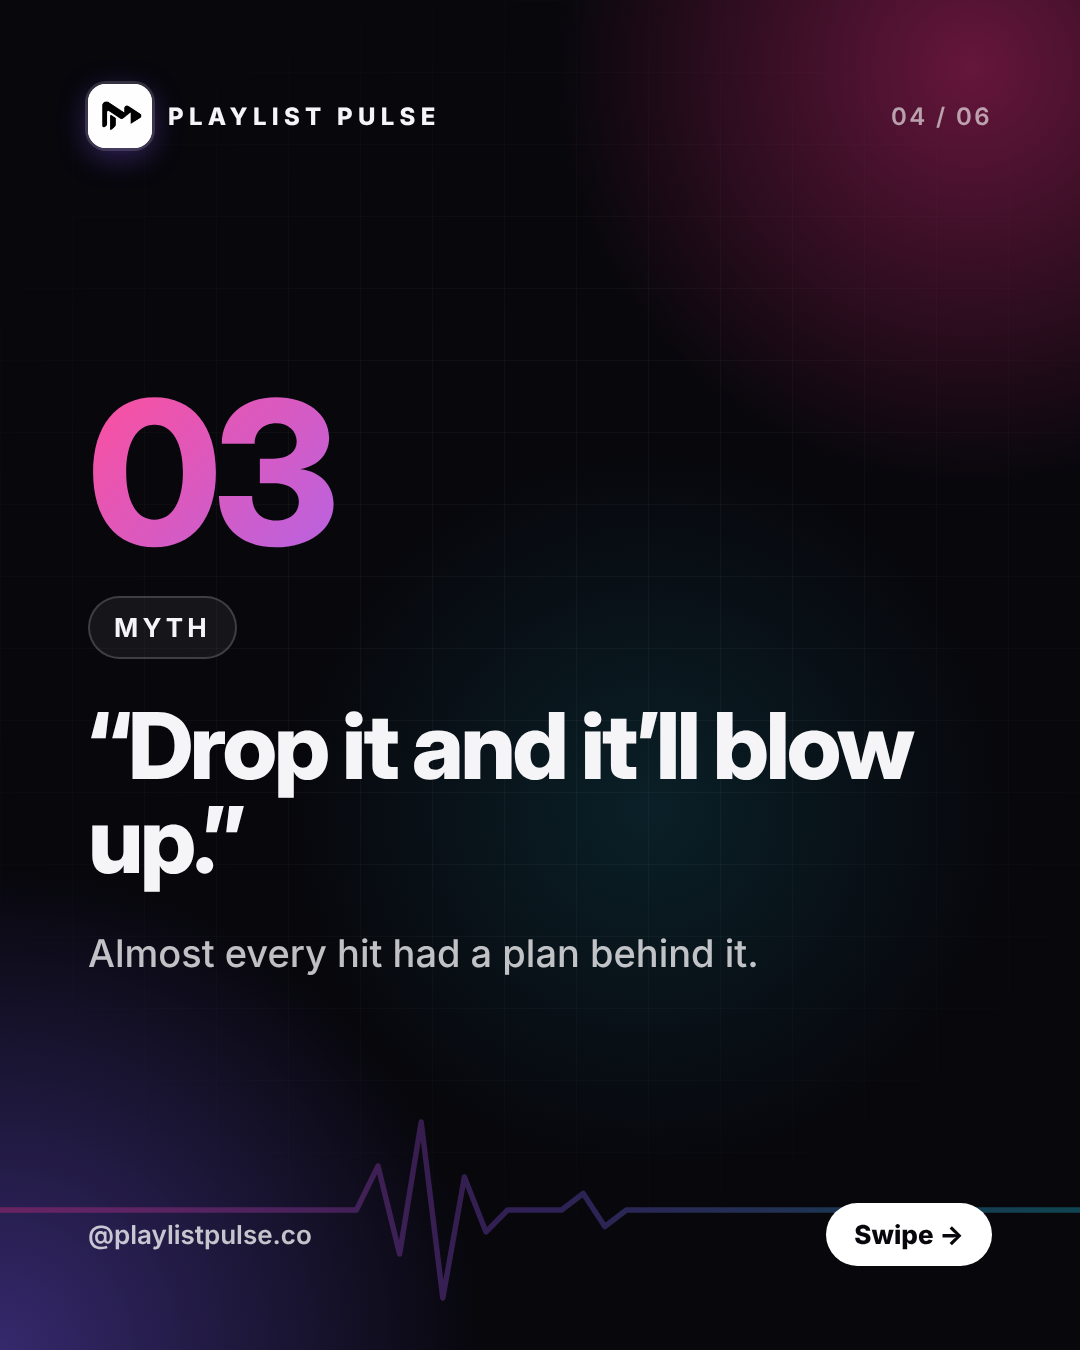 PLAYLIST PULSE
04 / 06
03
MYTH
“Drop it and it’ll blow
up.”
Almost every hit had a plan behind it.
@playlistpulse.co
Swipe →